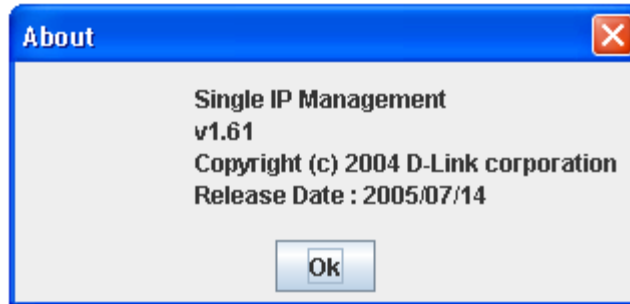 About
Single IP Management
v1.61
Copyright (c) 2004 D-Link corporation
Release Date : 2005/07/14
Ok